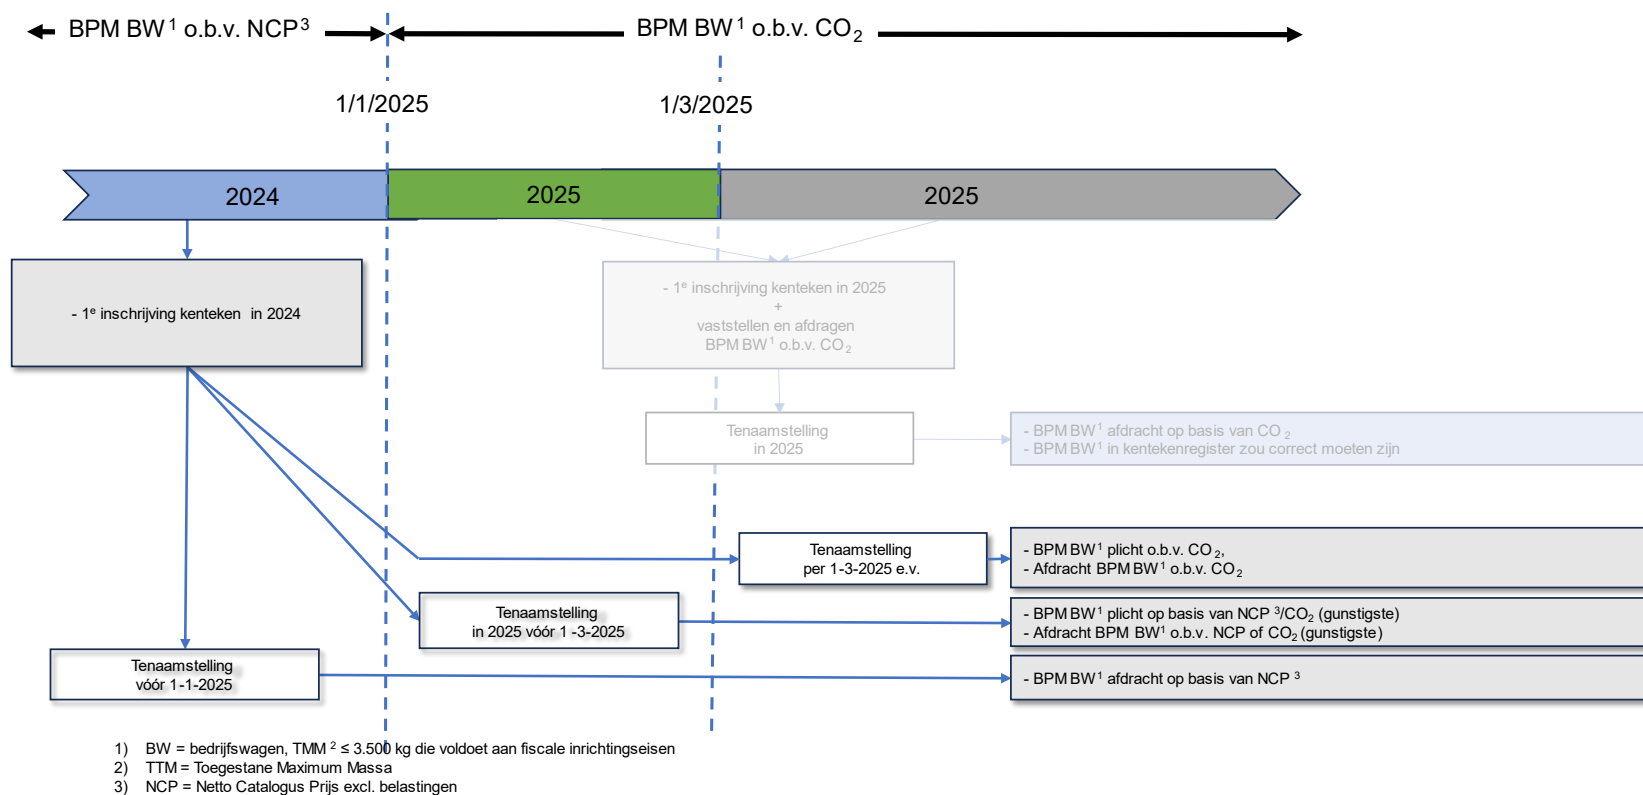 BPM BW1 o.b.v. NCP3
BPM BW1 o.b.v. CO2
1/1/2025
1/3/2025
2024
2025
2025
- 1e inschrijving kenteken in 2024
- 1e inschrijving kenteken in 2025
+
vaststellen en afdragen
BPM BW1 o.b.v. CO2
Tenaamstelling
in 2025
- BPM BW1 afdracht op basis van CO2
- BPM BW1 in kentekenregister zou correct moeten zijn
Tenaamstelling
per 1-3-2025 e.v.
- BPM BW1 plicht o.b.v. CO2,
- Afdracht BPM BW1 o.b.v. CO2
Tenaamstelling
in 2025 vóór 1 -3-2025
- BPM BW1 plicht op basis van NCP 3/CO2 (gunstigste)
- Afdracht BPM BW1 o.b.v. NCP of CO2 (gunstigste)
Tenaamstelling
vóór 1-1-2025
- BPM BW1 afdracht op basis van NCP 3
1) BW = bedrijfswagen, TMM 2 ≤ 3.500 kg die voldoet aan fiscale inrichtingseisen
2) TTM = Toegestane Maximum Massa
3) NCP = Netto Catalogus Prijs excl. belastingen